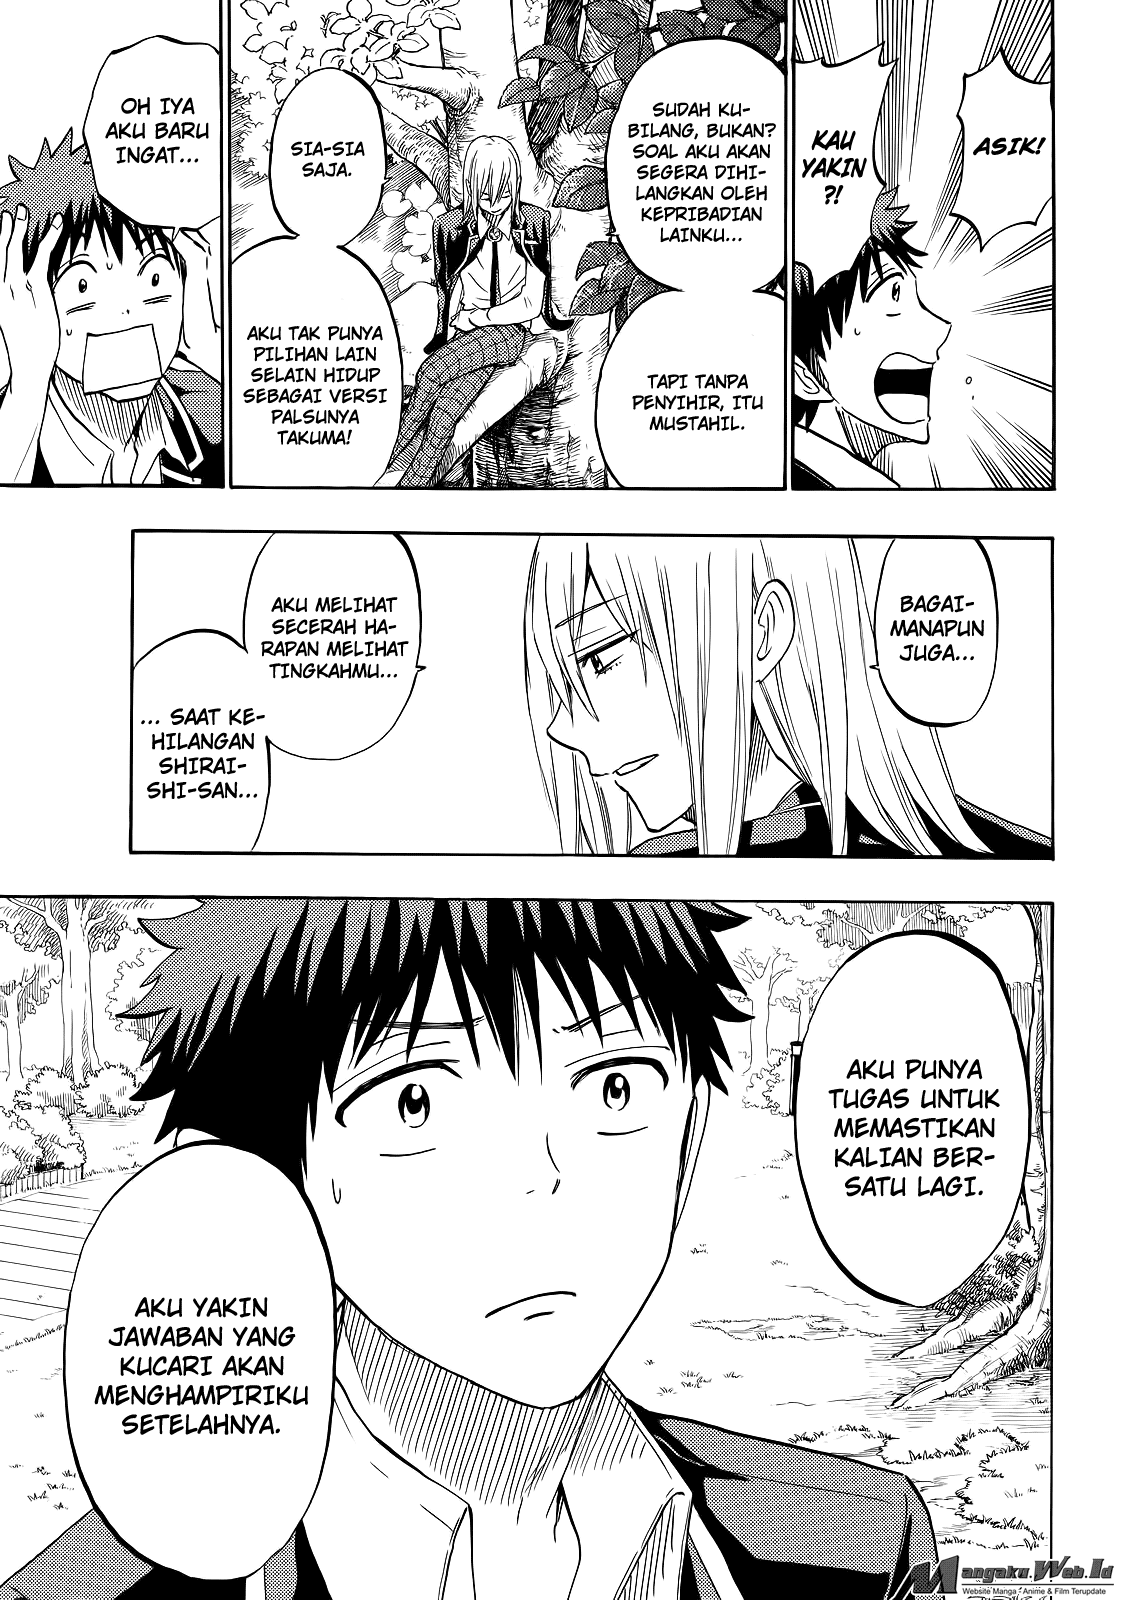 ASIK!
KAU
YAKIN
?!
SUDAH KU-
BILANG, BUKAN?
SOAL AKU AKAN
SEGERA DIHI-
LANGKAN OLEH
KEPRIBADIAN
LAINKU...
TAPI TANPA
PENYIHIR, ITU
MUSTAHIL.
SIA-SIA
SAJA.
AKU TAK PUNYA
PILIHAN LAIN
SELAIN HIDUP
SEBAGAI VERSI
PALSUNYA
TAKUMA!
OH IYA
AKU BARU
INGAT...
BAGAI-
MANAPUN
JUGA...
AKU MELIHAT
SECERAH HA-
RAPAN MELIHAT
TINGKAHMU...
... SAAT KE-
HILANGAN
SHIRAI-
SHI-SAN...
AKU PUNYA
TUGAS UNTUK
MEMASTIKAN
KALIAN BER-
SATU LAGI.
AKU YAKIN
JAWABAN YANG
KUCARI AKAN
MENGHAMPIRIKU
SETELAHNYA.
Mangaku.Web.Id
Website Manga - Anime & Film Terupdate